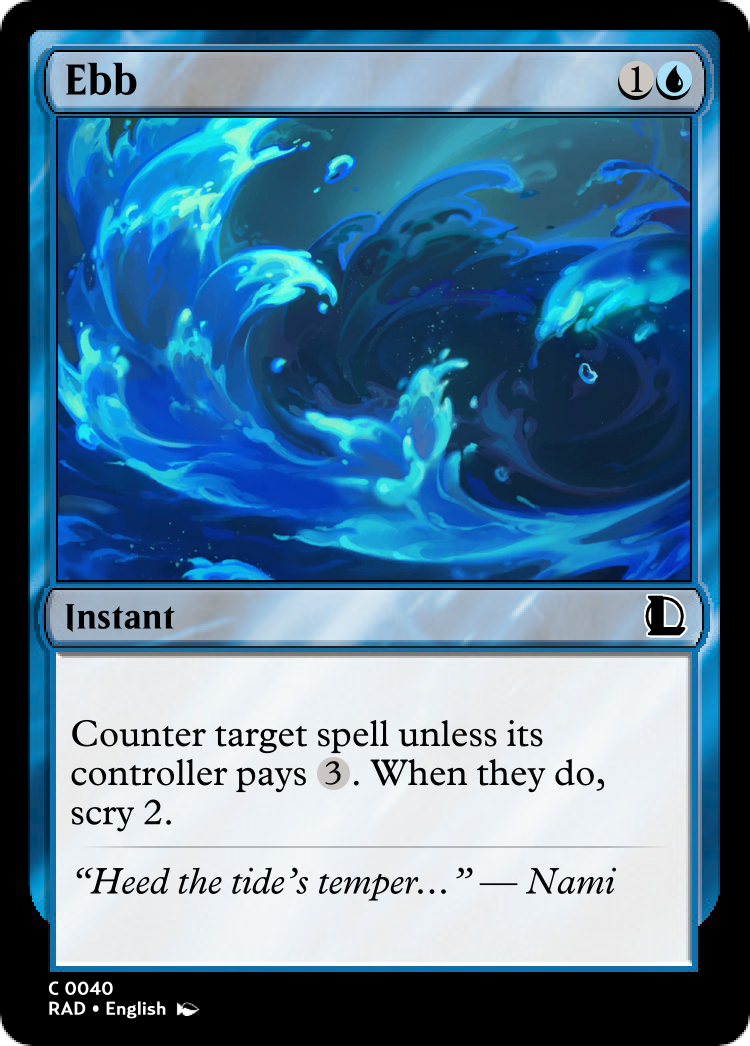 Ebb
1
Instant
Counter target spell unless its
controller pays 3. When they do,
scry 2.
“Heed the tide’s temper…” — Nami
C 0040
RAD • English